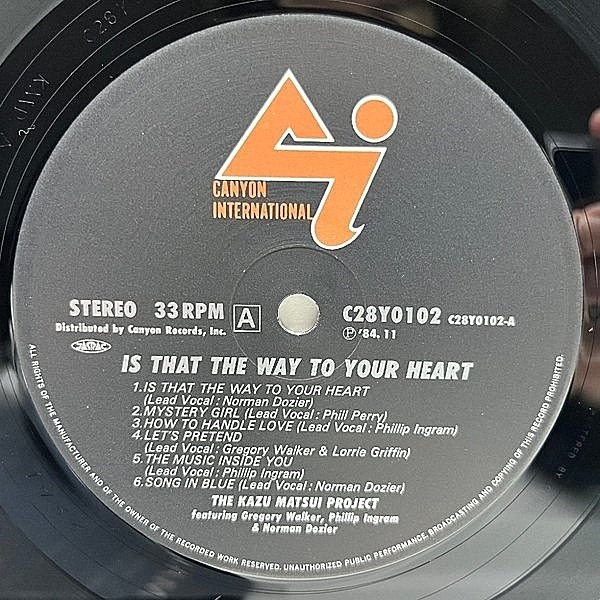 CANYON
INTERNATIONAL
STEREO 33 RPM A C28Y0102 C28Y0102-A
Distributed by Canyon Records, Inc. Ⓟ '84. 11
JASRAC
IS THAT THE WAY TO YOUR HEART
1. IS THAT THE WAY TO YOUR HEART
(Lead Vocal : Norman Dozier)
2. MYSTERY GIRL (Lead Vocal : Phill Perry)
3. HOW TO HANDLE LOVE (Lead Vocal : Phillip Ingram)
4. LET'S PRETEND
(Lead Vocal : Gregory Walker & Lorrie Griffin)
5. THE MUSIC INSIDE YOU
(Lead Vocal : Phillip Ingram)
6. SONG IN BLUE (Lead Vocal : Norman Dozier)
THE KAZU MATSUI PROJECT
featuring Gregory Walker, Phillip Ingram
& Norman Dozier
ALL RIGHTS OF THE MANUFACTURER AND OF THE OWNER OF THE RECORDED WORK RESERVED. UNAUTHORIZED PUBLIC PERFORMANCE, BROADCASTING AND COPYING OF THIS RECORD PROHIBITED.